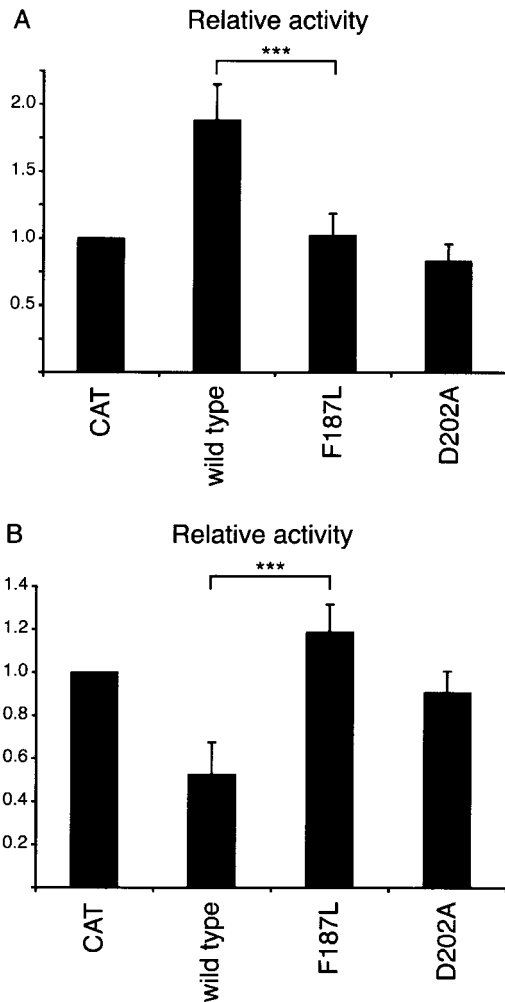 A
Relative activity
***
2.0
1.5
1.0
0.5
CAT
wild type
F187L
D202A
B
Relative activity
***
1.4
1.2
1.0
0.8
0.6
0.4
0.2
CAT
wild type
F187L
D202A